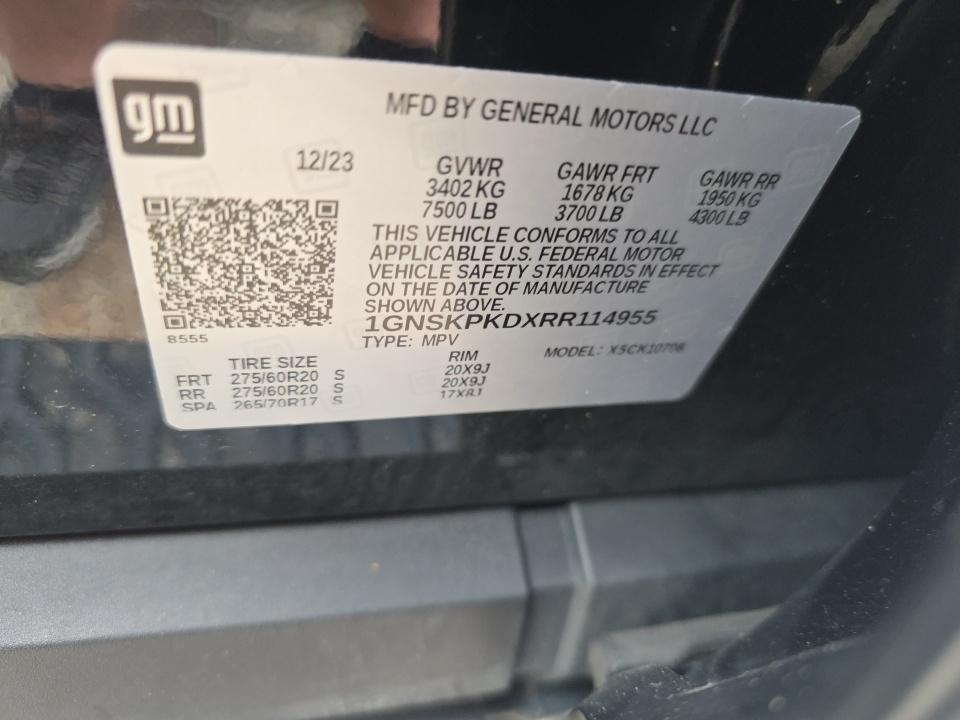 gm
MFD BY GENERAL MOTORS LLC
12/23 GVWR GAWR FRT GAWR RR
3402 KG 1678 KG 1950 KG
7500 LB 3700 LB 4300 LB
THIS VEHICLE CONFORMS TO ALL
APPLICABLE U.S. FEDERAL MOTOR
VEHICLE SAFETY STANDARDS IN EFFECT
ON THE DATE OF MANUFACTURE
SHOWN ABOVE.
1GNSKPKDXRR114955
8555
TYPE: MPV MODEL: X5CK10706
TIRE SIZE RIM
FRT 275/60R20 S 20X9J
RR 275/60R20 S 20X9J
SPA 265/70R17 S 17X8J